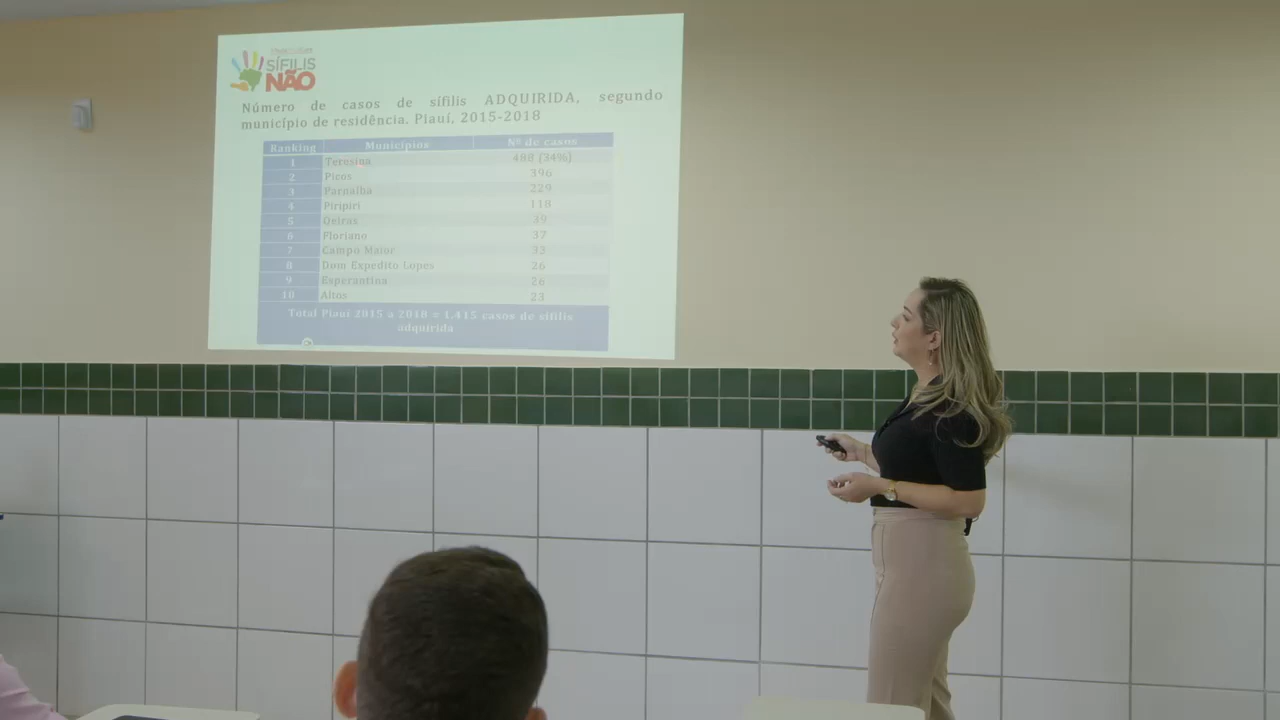 SÍFILIS
NÃO
Número de casos de sífilis ADQUIRIDA, segundo
município de residência. Piauí, 2015-2018
Ranking Municípios Nº de casos
1 Teresina 488 (34%)
2 Picos 396
3 Parnaíba 229
4 Piripiri 118
5 Oeiras 39
6 Floriano 37
7 Campo Maior 33
8 Dom Expedito Lopes 26
9 Esperantina 26
10 Altos 23
Total Piauí 2015 a 2018 = 1.415 casos de sífilis
adquirida